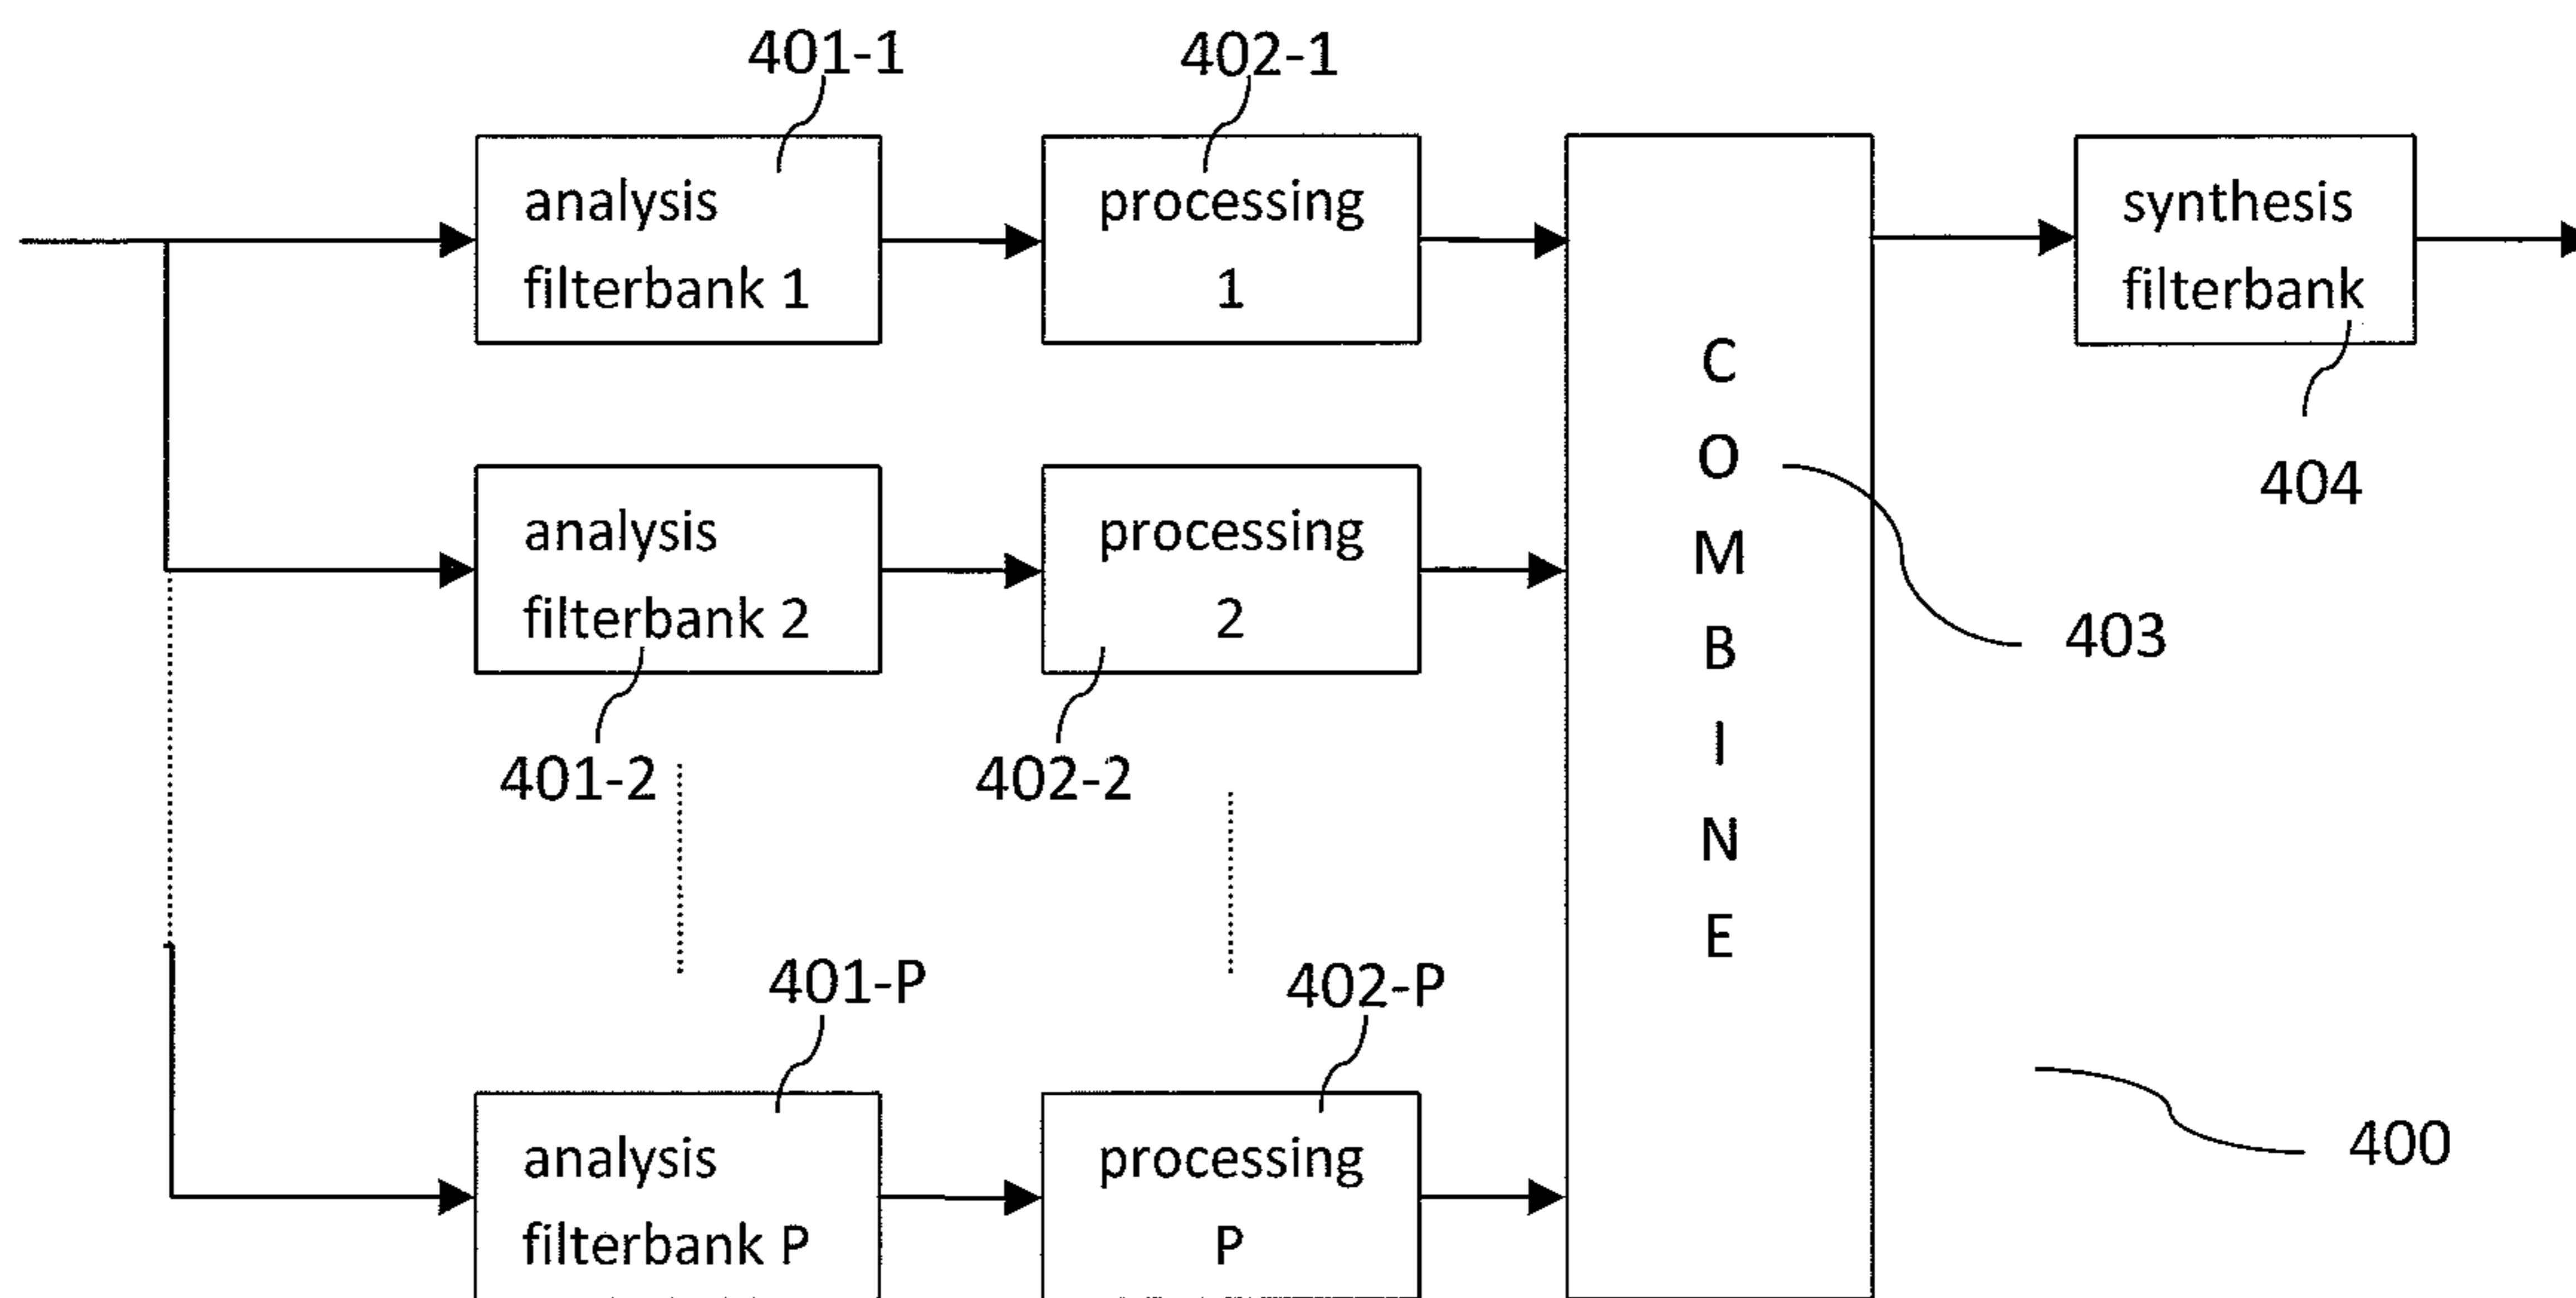 401-1
402-1
analysis
filterbank 1
processing
1
synthesis
filterbank
404
analysis
filterbank 2
processing
2
401-2
402-2
C
O
M
B
I
N
E
403
401-P
402-P
analysis
filterbank P
processing
P
400